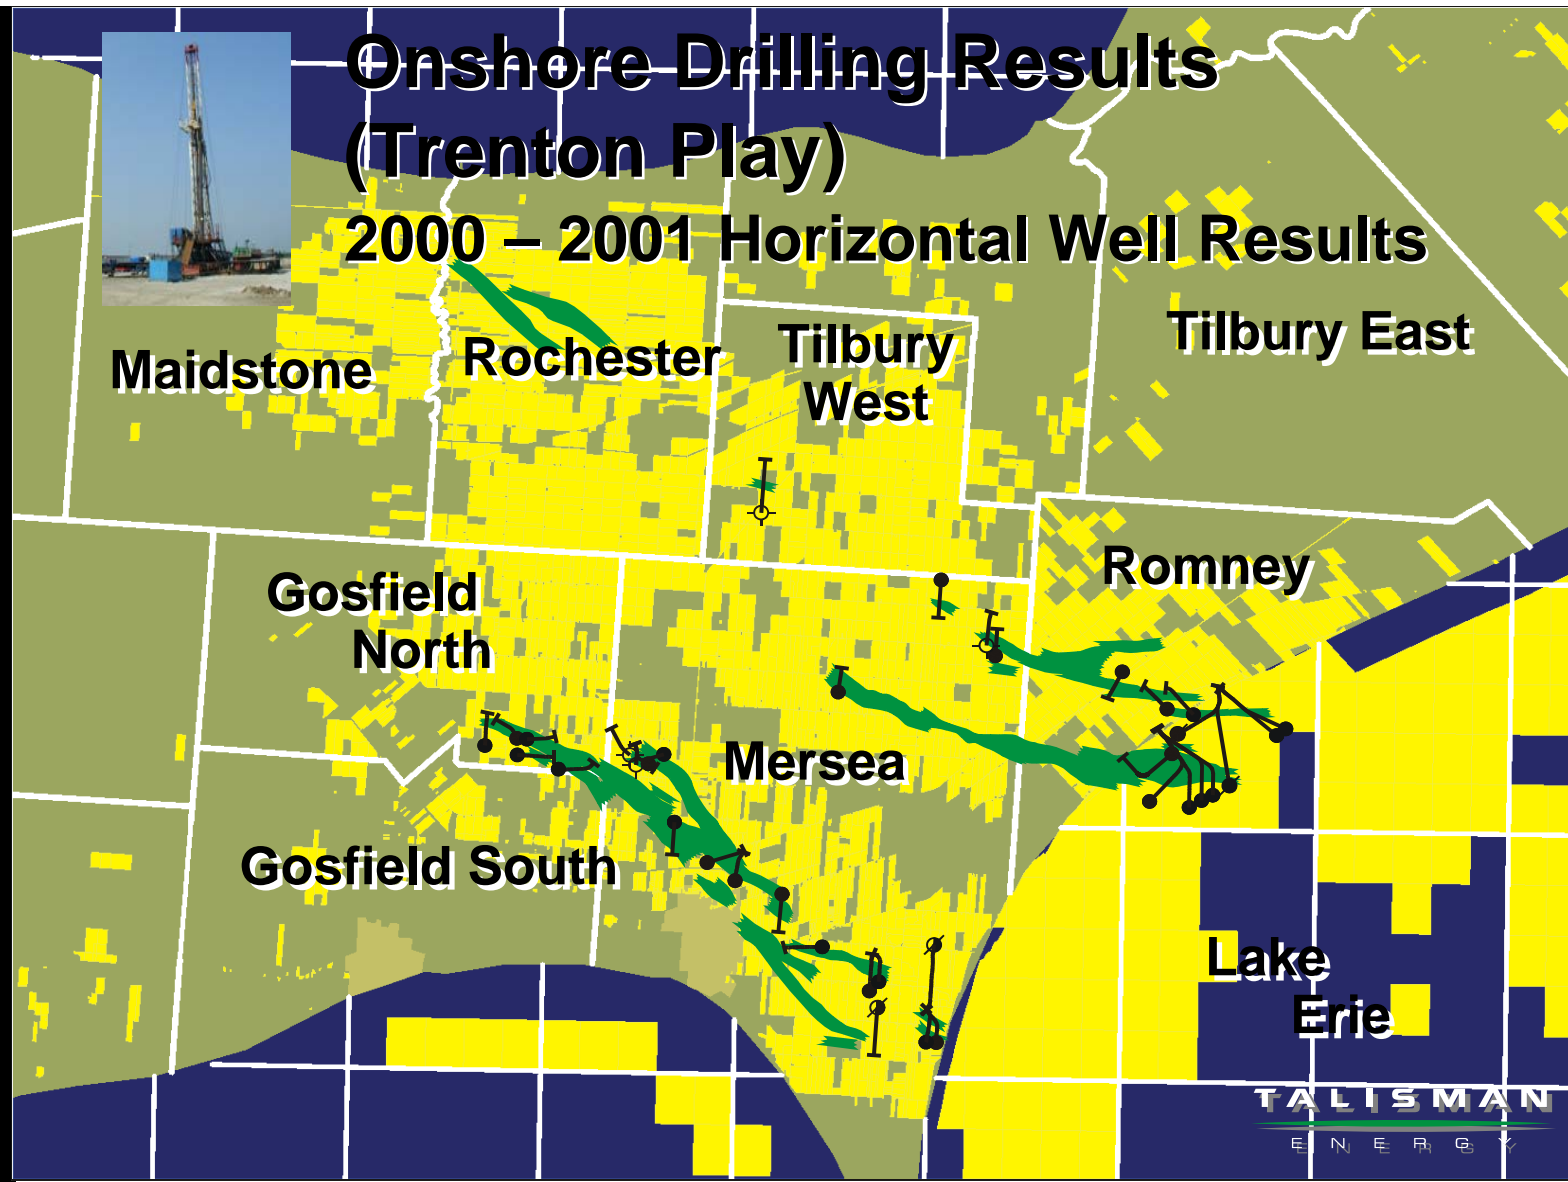 Onshore Drilling Results
(Trenton Play)
2000 – 2001 Horizontal Well Results
Tilbury East
Tilbury
West
Rochester
Maidstone
Romney
Gosfield
North
Mersea
Gosfield South
Lake
Erie
TALISMAN
ENERGY